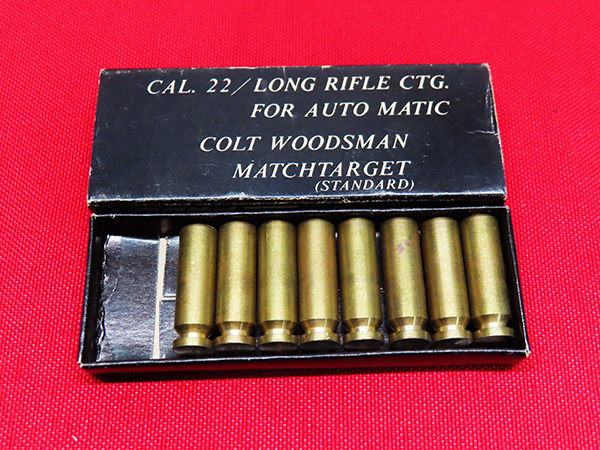 CAL. 22/LONG RIFLE CTG.
FOR AUTO MATIC
COLT WOODSMAN
MATCHTARGET
(STANDARD)